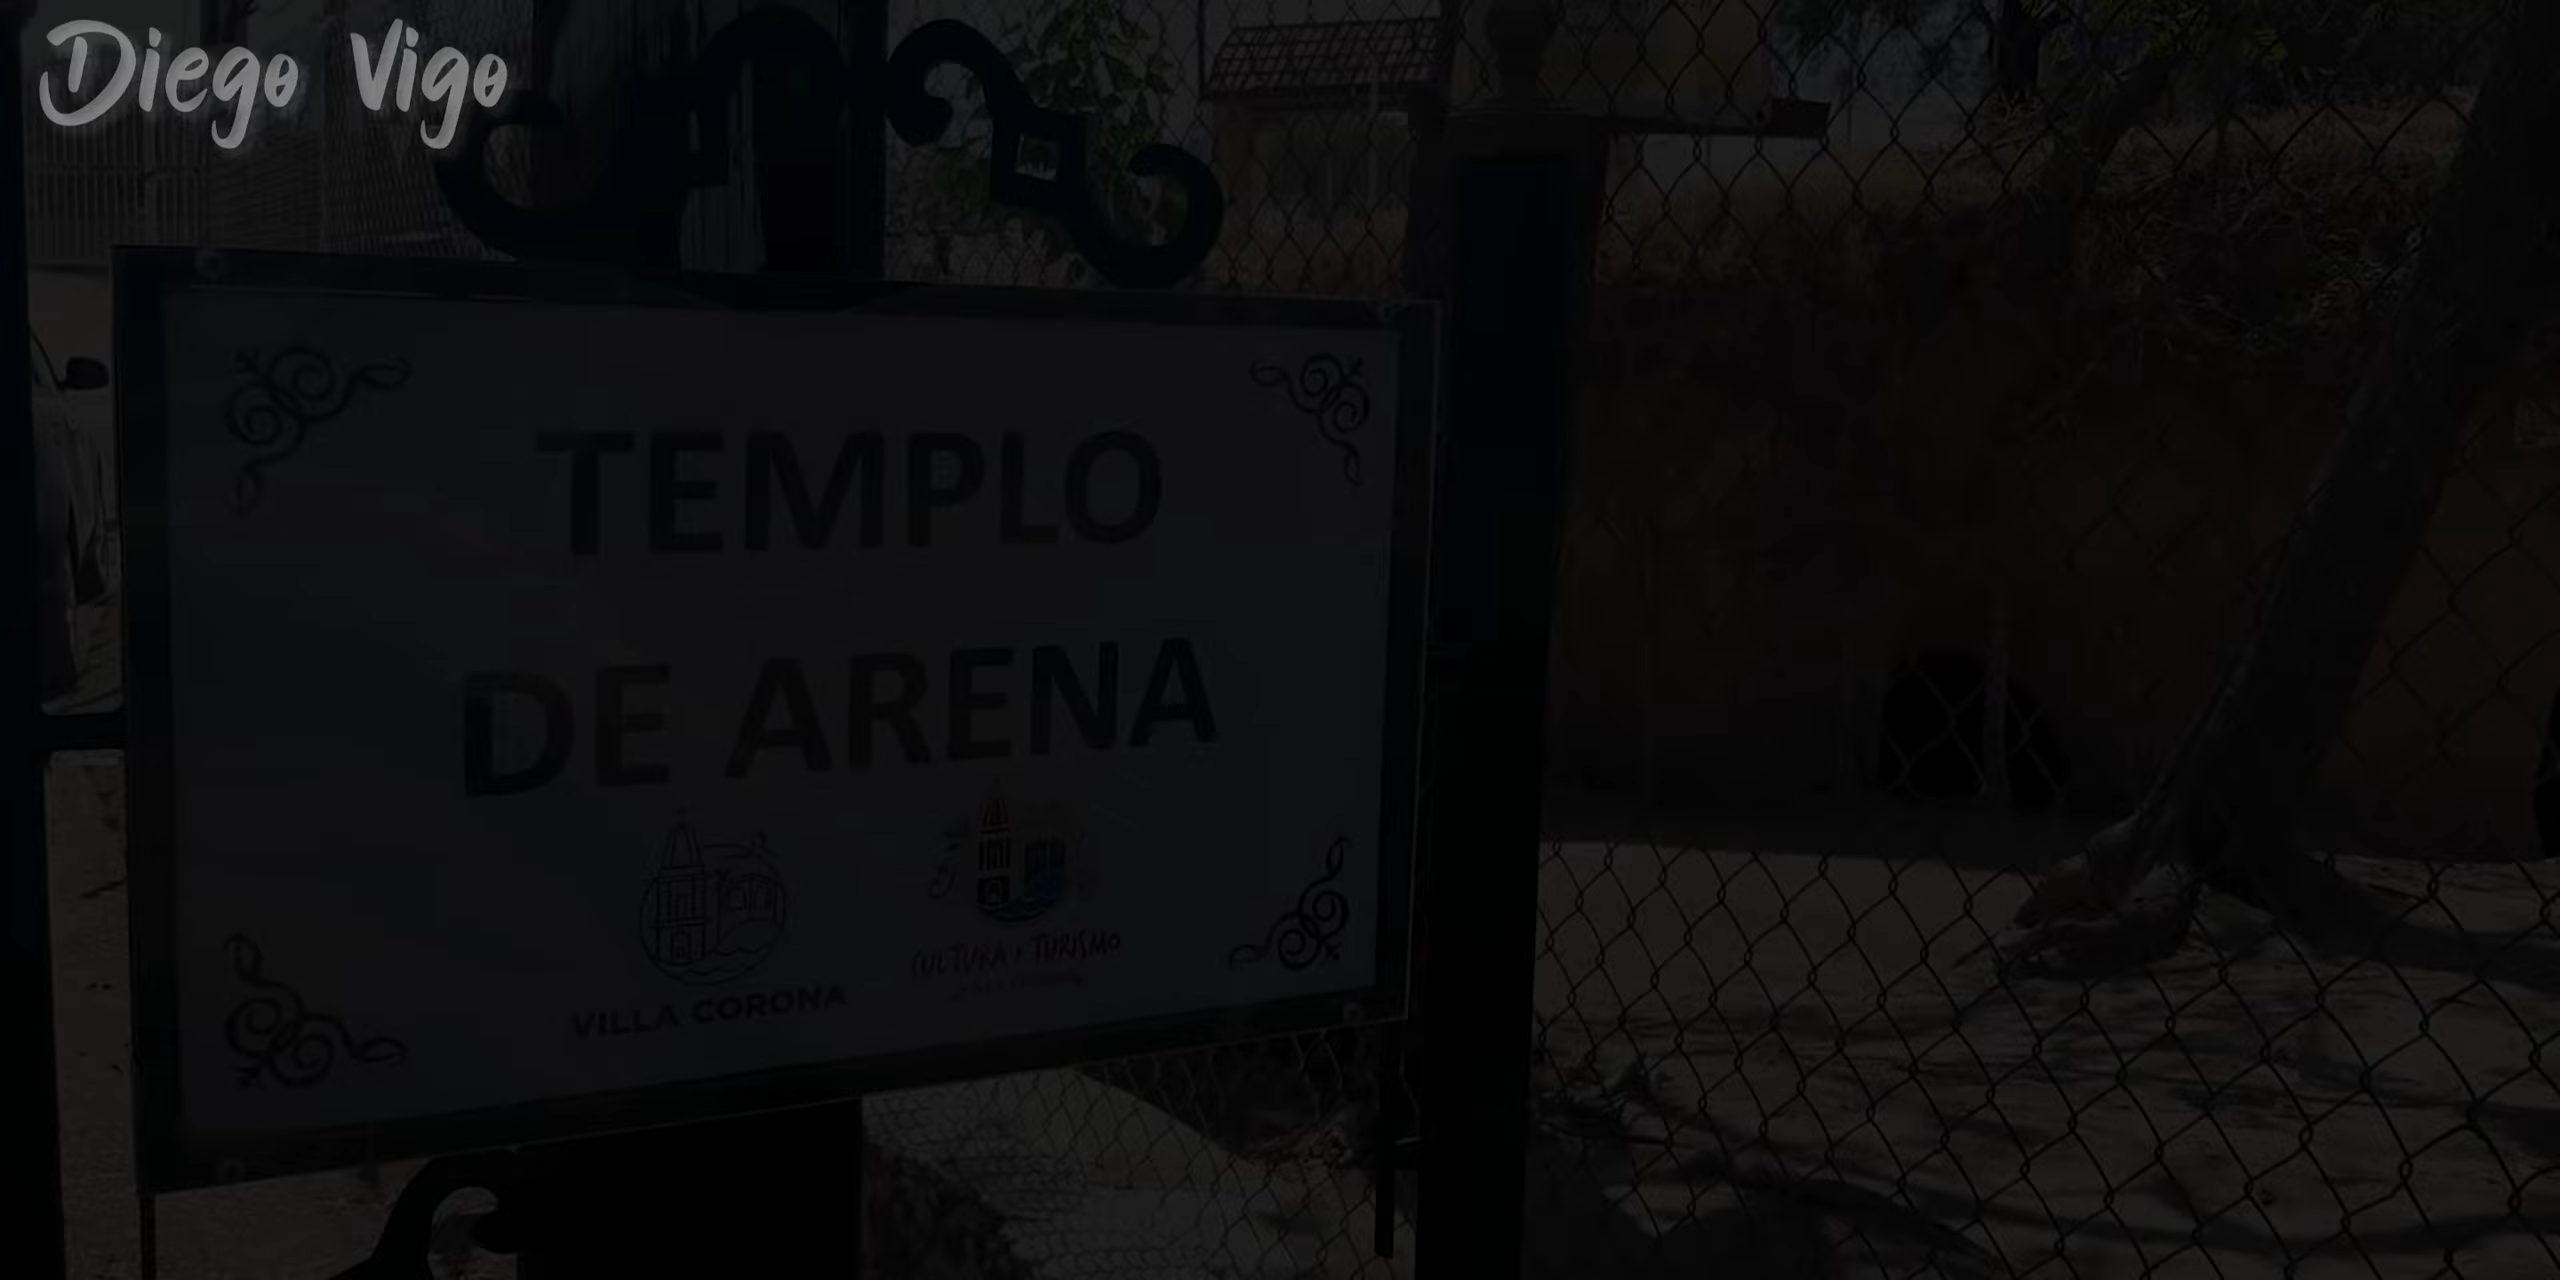 Diego Vigo
TEMPLO
DE ARENA
CULTURA Y TURISMO
VILLA CORONA